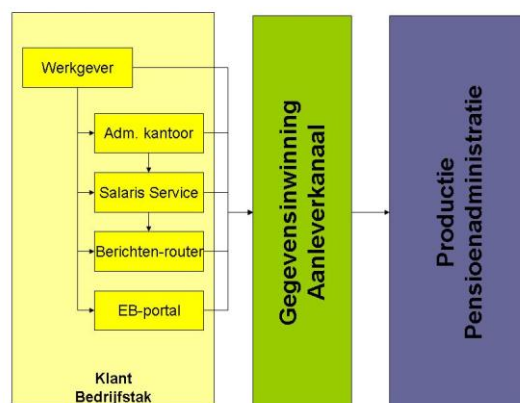 Werkgever
Adm. kantoor
Salaris Service
Berichten-router
EB-portal
Klant
Bedrijfstak
Gegevensinwinning
Aanleverkanaal
Productie
Pensioenadministratie